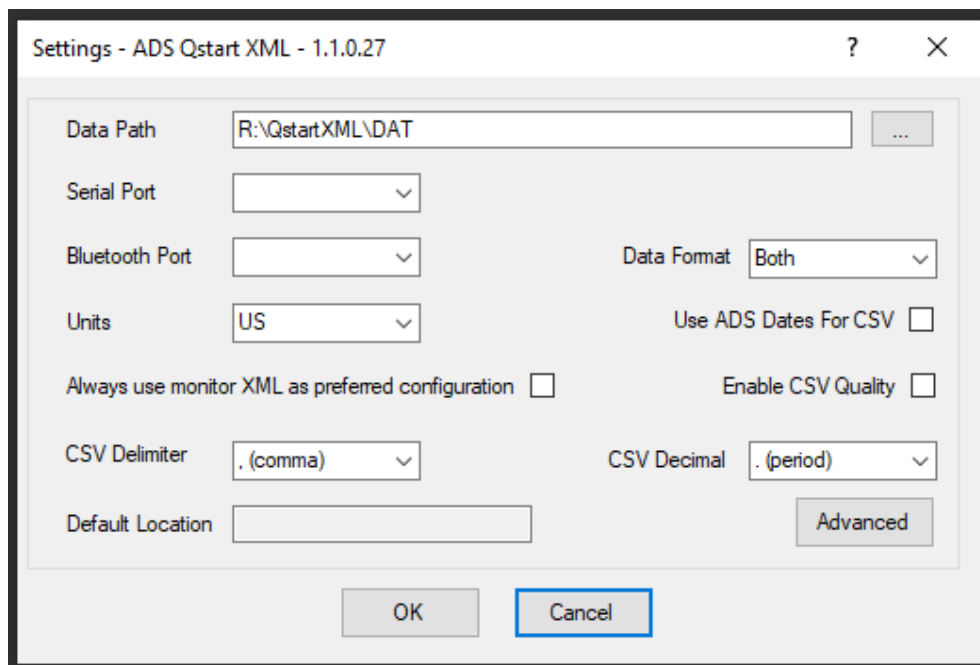 Settings - ADS Qstart XML - 1.1.0.27 ? X
Data Path R:\QstartXML\DAT ...
Serial Port
Bluetooth Port Data Format Both
Units US Use ADS Dates For CSV
Always use monitor XML as preferred configuration Enable CSV Quality
CSV Delimiter , (comma) CSV Decimal . (period)
Default Location Advanced
OK Cancel